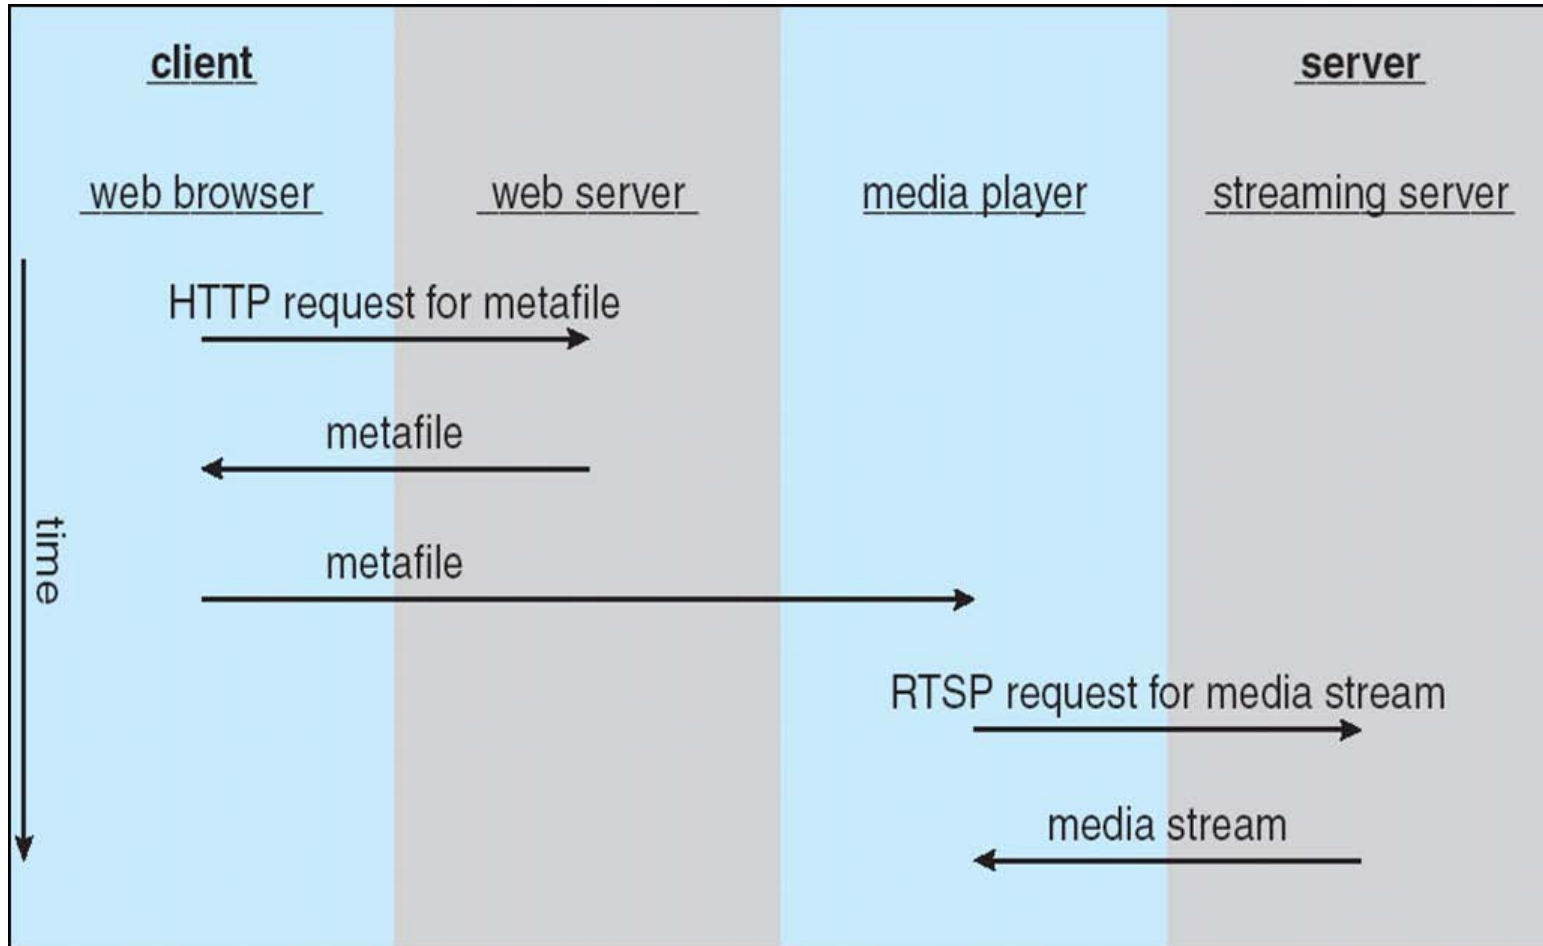 client server
web browser web server media player streaming server
HTTP request for metafile
metafile
metafile
RTSP request for media stream
media stream
time